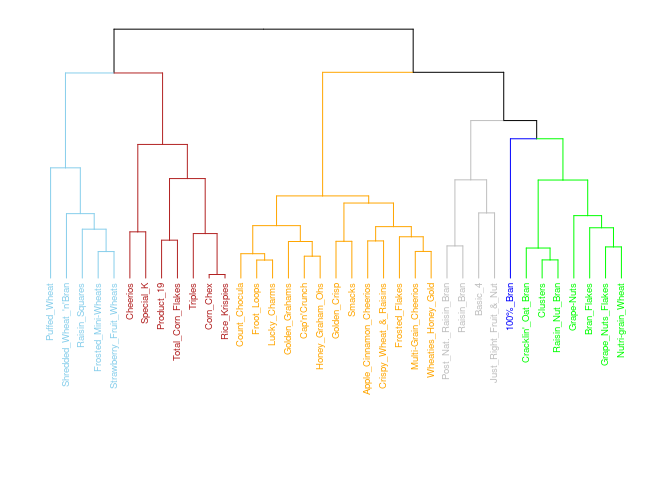 Puffed_Wheat
Shredded_Wheat_'n'Bran
Raisin_Squares
Frosted_Mini-Wheats
Strawberry_Fruit_Wheats
Cheerios
Special_K
Product_19
Total_Corn_Flakes
Triples
Corn_Chex
Rice_Krispies
Count_Chocula
Froot_Loops
Lucky_Charms
Golden_Grahams
Cap'n'Crunch
Honey_Graham_Ohs
Golden_Crisp
Smacks
Apple_Cinnamon_Cheerios
Crispy_Wheat_&_Raisins
Frosted_Flakes
Multi-Grain_Cheerios
Wheaties_Honey_Gold
Post_Nat._Raisin_Bran
Raisin_Bran
Basic_4
Just_Right_Fruit_&_Nut
100%_Bran
Cracklin'_Oat_Bran
Clusters
Raisin_Nut_Bran
Grape-Nuts
Bran_Flakes
Grape_Nuts_Flakes
Nutri-grain_Wheat